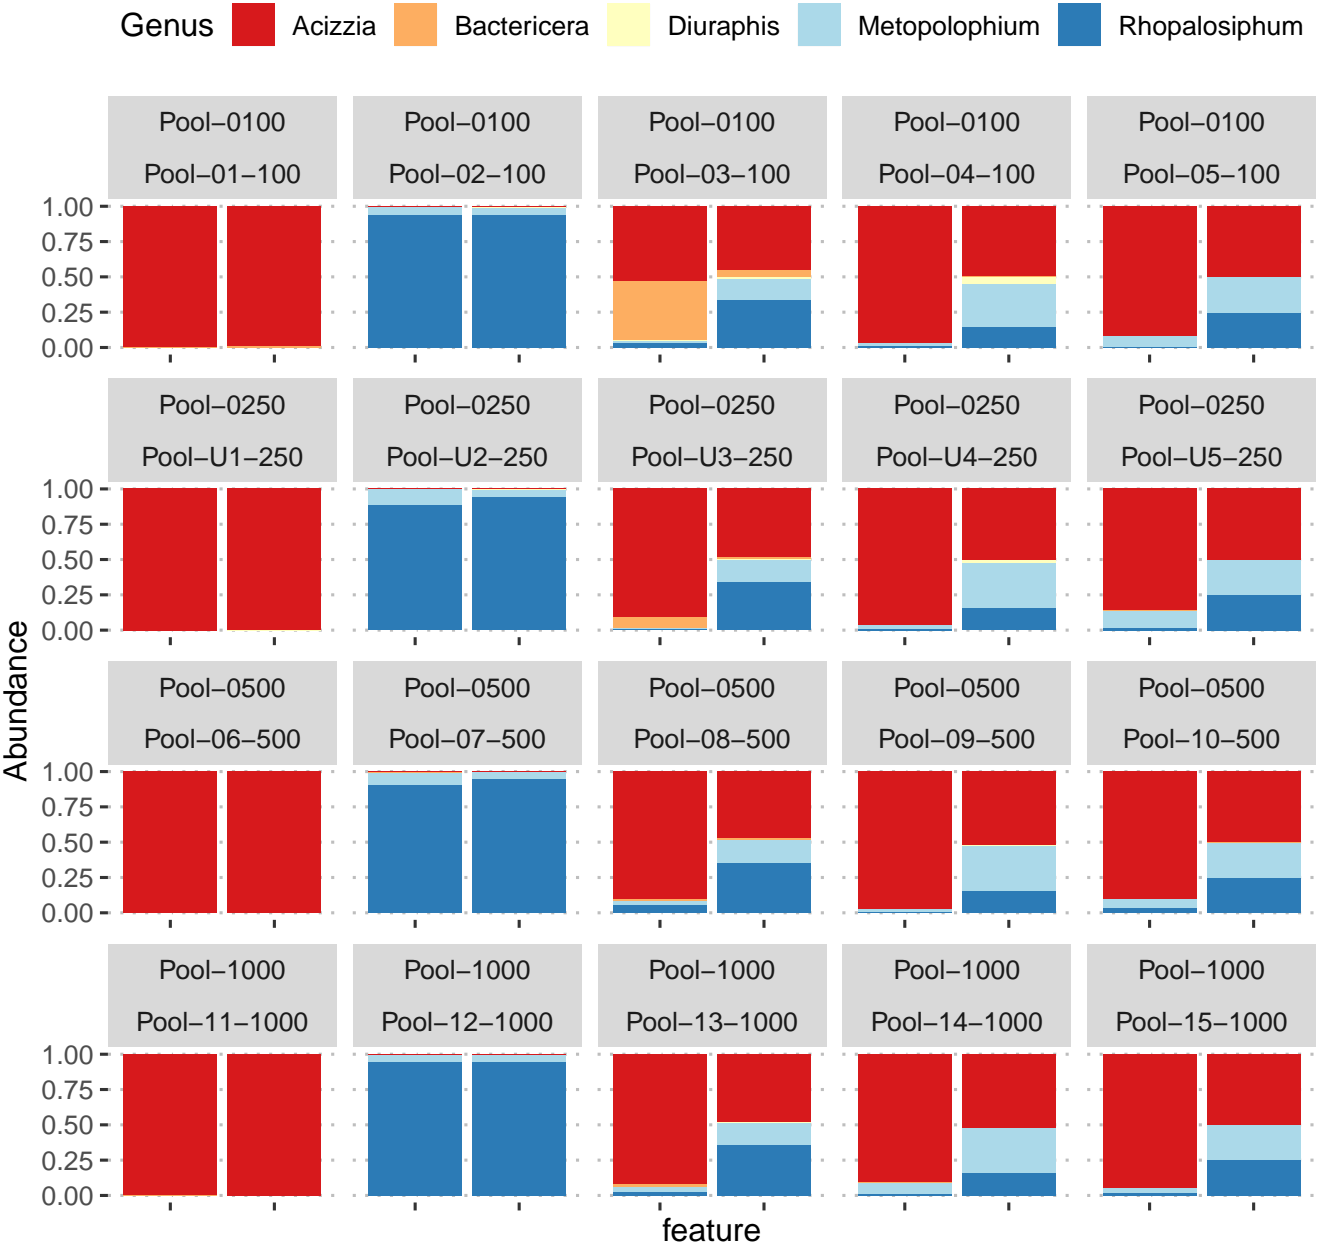 Genus Acizzia Bactericera Diuraphis Metopolophium Rhopalosiphum
Pool−0100 Pool−0100 Pool−0100 Pool−0100 Pool−0100
Pool−01−100 Pool−02−100 Pool−03−100 Pool−04−100 Pool−05−100
1.00
0.75
0.50
0.25
0.00
Pool−0250 Pool−0250 Pool−0250 Pool−0250 Pool−0250
Pool−U1−250 Pool−U2−250 Pool−U3−250 Pool−U4−250 Pool−U5−250
1.00
0.75
0.50
0.25
0.00
Abundance
Pool−0500 Pool−0500 Pool−0500 Pool−0500 Pool−0500
Pool−06−500 Pool−07−500 Pool−08−500 Pool−09−500 Pool−10−500
1.00
0.75
0.50
0.25
0.00
Pool−1000 Pool−1000 Pool−1000 Pool−1000 Pool−1000
Pool−11−1000 Pool−12−1000 Pool−13−1000 Pool−14−1000 Pool−15−1000
1.00
0.75
0.50
0.25
0.00
feature